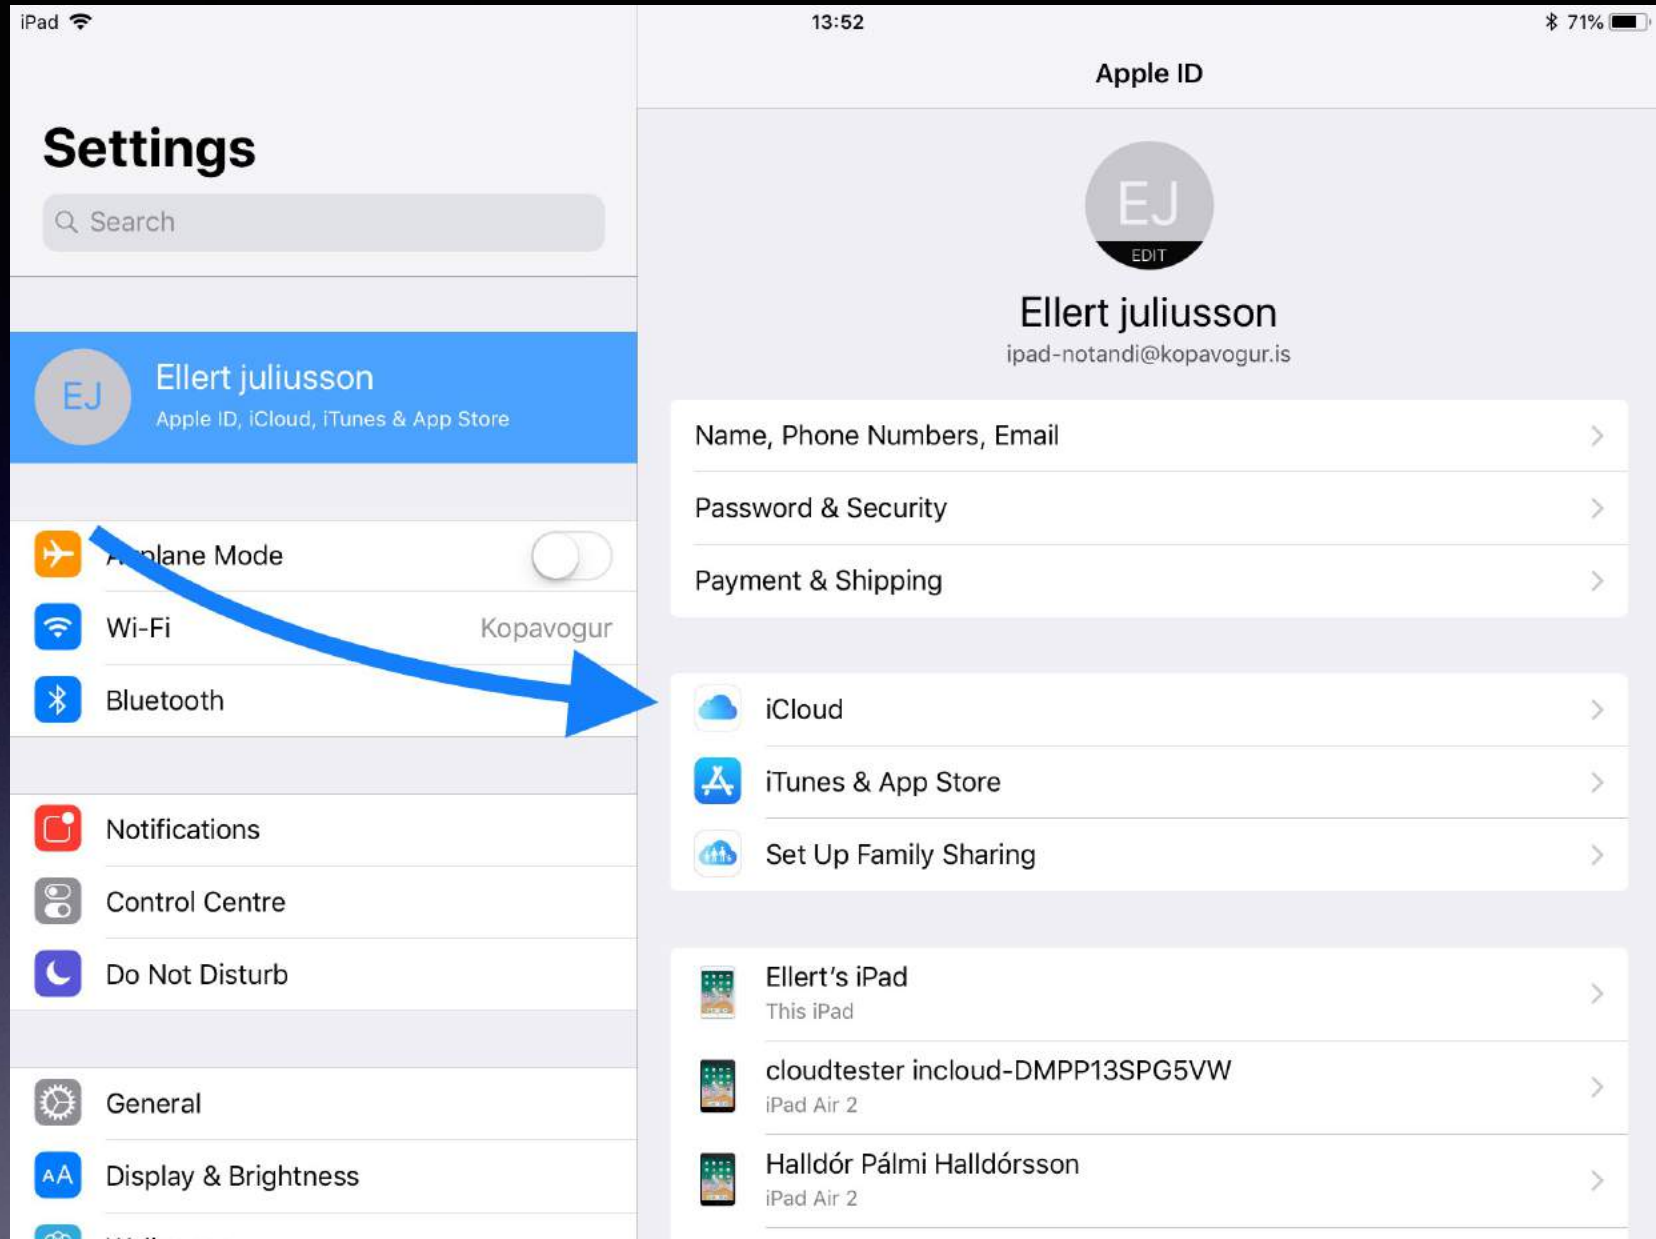 iPad
13:52
71%
Settings
Search
EJ
Ellert juliusson
Apple ID, iCloud, iTunes & App Store
Airplane Mode
Wi-Fi
Kopavogur
Bluetooth
Notifications
Control Centre
Do Not Disturb
General
AA
Display & Brightness
Apple ID
EJ
EDIT
Ellert juliusson
ipad-notandi@kopavogur.is
Name, Phone Numbers, Email
Password & Security
Payment & Shipping
iCloud
iTunes & App Store
Set Up Family Sharing
Ellert's iPad
This iPad
cloudtester incloud-DMPP13SPG5VW
iPad Air 2
Halldór Pálmi Halldórsson
iPad Air 2